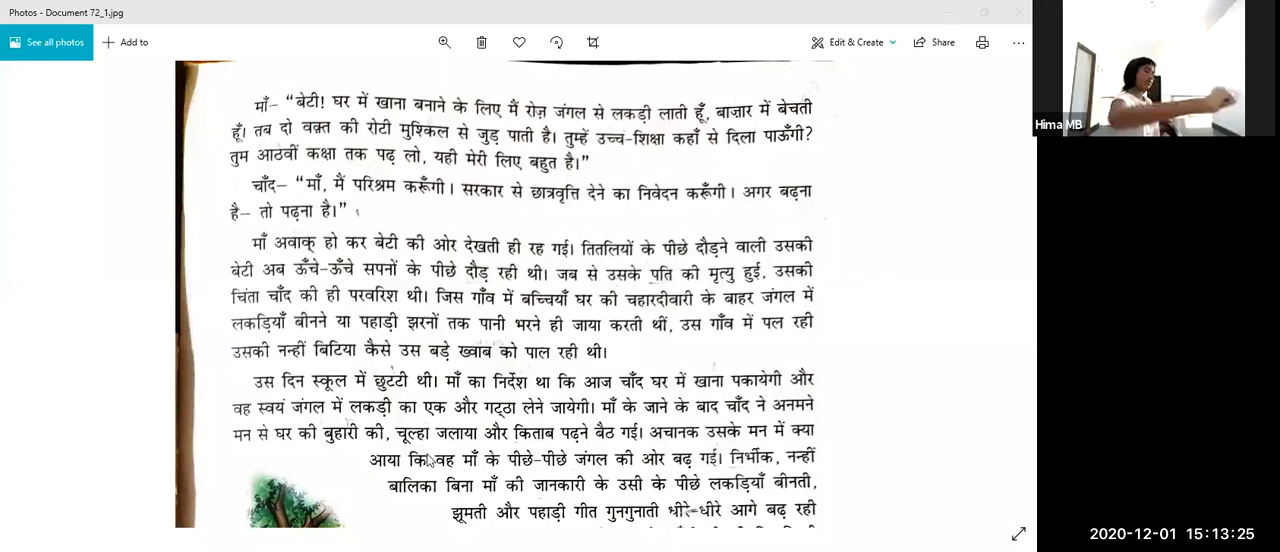 Photos - Document 72_1.jpg
See all photos
Add to
Edit & Create
Share
माँ– “बेटी! घर में खाना बनाने के लिए मैं रोज़ जंगल से लकड़ी लाती हूँ, बाज़ार में बेचती
हूँ। तब दो वक़्त की रोटी मुश्किल से जुड़ पाती है। तुम्हें उच्च-शिक्षा कहाँ से दिला पाऊँगी?
तुम आठवीं कक्षा तक पढ़ लो, यही मेरी लिए बहुत है।”
चाँद– “माँ, मैं परिश्रम करूँगी। सरकार से छात्रवृत्ति देने का निवेदन करूँगी। अगर बढ़ना
है– तो पढ़ना है।”
माँ अवाक् हो कर बेटी की ओर देखती ही रह गई। तितलियों के पीछे दौड़ने वाली उसकी
बेटी अब ऊँचे-ऊँचे सपनों के पीछे दौड़ रही थी। जब से उसके पति की मृत्यु हुई, उसकी
चिंता चाँद की ही परवरिश थी। जिस गाँव में बच्चियाँ घर की चहारदीवारी के बाहर जंगल में
लकड़ियाँ बीनने या पहाड़ी झरनों तक पानी भरने ही जाया करती थीं, उस गाँव में पल रही
उसकी नन्हीं बिटिया कैसे उस बड़े ख्वाब को पाल रही थी।
उस दिन स्कूल में छुट्टी थी। माँ का निर्देश था कि आज चाँद घर में खाना पकायेगी और
वह स्वयं जंगल में लकड़ी का एक और गट्ठा लेने जायेगी। माँ के जाने के बाद चाँद ने अनमने
मन से घर की बुहारी की, चूल्हा जलाया और किताब पढ़ने बैठ गई। अचानक उसके मन में क्या
आया कि वह माँ के पीछे-पीछे जंगल की ओर बढ़ गई। निर्भीक, नन्हीं
बालिका बिना माँ की जानकारी के उसी के पीछे लकड़ियाँ बीनती,
झूमती और पहाड़ी गीत गुनगुनाती धीरे-धीरे आगे बढ़ रही
Hima MB
2020-12-01 15:13:25